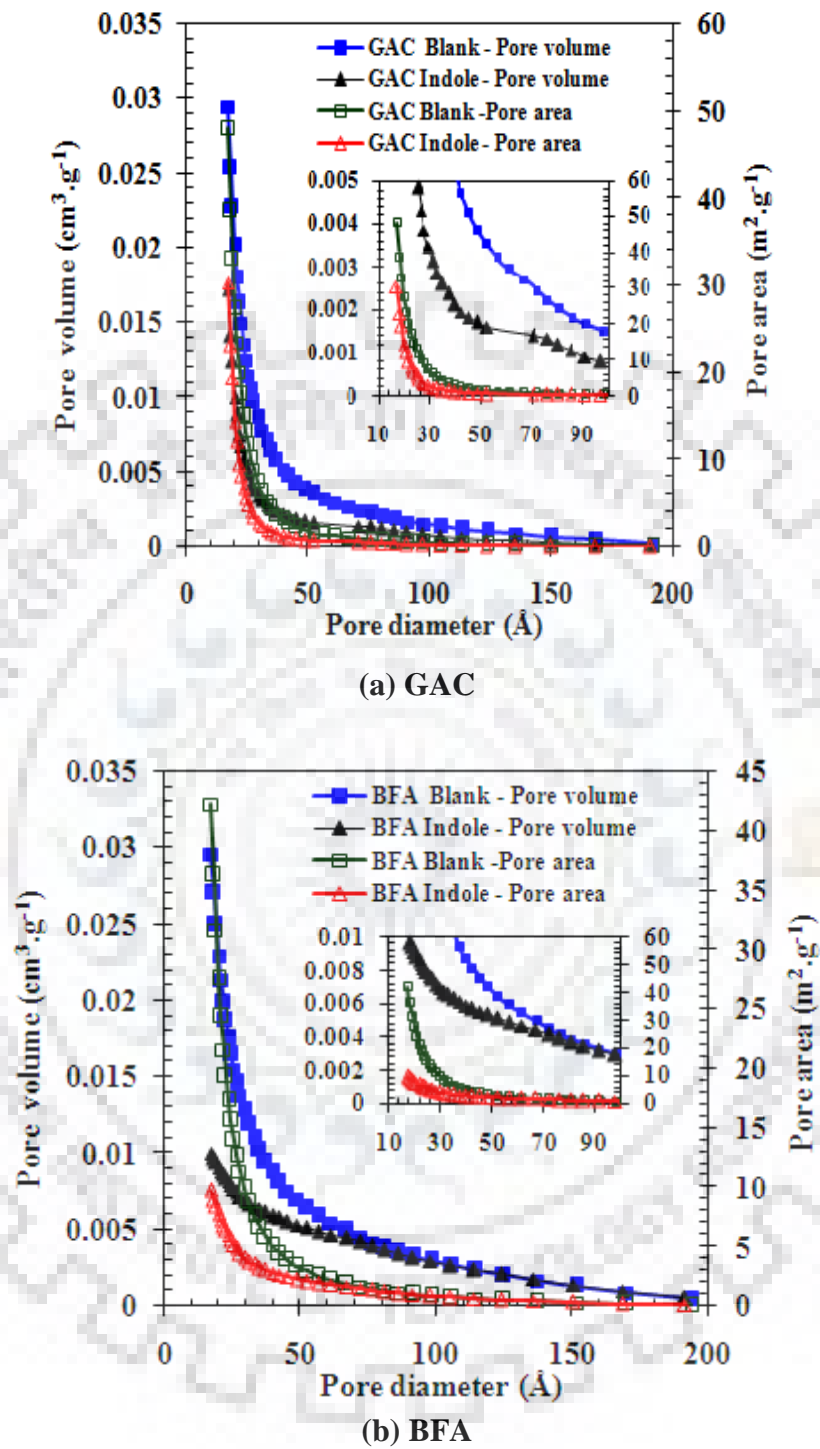 0.035
0.03
0.025
0.02
0.015
0.01
0.005
0
Pore volume (cm³.g⁻¹)
60
50
40
30
20
10
0
Pore area (m².g⁻¹)
GAC Blank - Pore volume
GAC Indole - Pore volume
GAC Blank -Pore area
GAC Indole - Pore area
0.005
0.004
0.003
0.002
0.001
0
60
50
40
30
20
10
0
10 30 50 70 90
0 50 100 150 200
Pore diameter (Å)
(a) GAC
0.035
0.03
0.025
0.02
0.015
0.01
0.005
0
Pore volume (cm³.g⁻¹)
45
40
35
30
25
20
15
10
5
0
Pore area (m².g⁻¹)
BFA Blank - Pore volume
BFA Indole - Pore volume
BFA Blank -Pore area
BFA Indole - Pore area
0.01
0.008
0.006
0.004
0.002
0
60
50
40
30
20
10
0
10 30 50 70 90
0 50 100 150 200
Pore diameter (Å)
(b) BFA